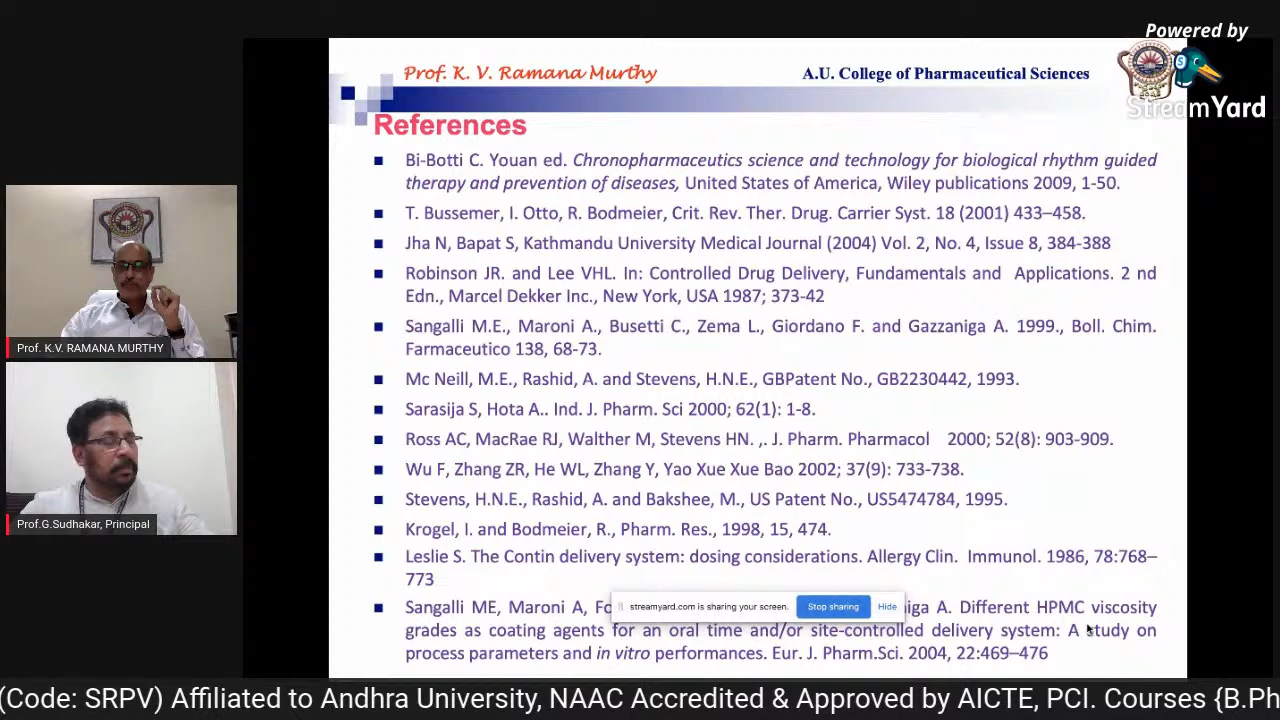 Powered by
StreamYard
Prof. K. V. Ramana Murthy
A.U. College of Pharmaceutical Sciences
References
Bi-Botti C. Youan ed. Chronopharmaceutics science and technology for biological rhythm guided
therapy and prevention of diseases, United States of America, Wiley publications 2009, 1-50.
T. Bussemer, I. Otto, R. Bodmeier, Crit. Rev. Ther. Drug. Carrier Syst. 18 (2001) 433–458.
Jha N, Bapat S, Kathmandu University Medical Journal (2004) Vol. 2, No. 4, Issue 8, 384-388
Robinson JR. and Lee VHL. In: Controlled Drug Delivery, Fundamentals and Applications. 2 nd
Edn., Marcel Dekker Inc., New York, USA 1987; 373-42
Sangalli M.E., Maroni A., Busetti C., Zema L., Giordano F. and Gazzaniga A. 1999., Boll. Chim.
Farmaceutico 138, 68-73.
Mc Neill, M.E., Rashid, A. and Stevens, H.N.E., GBPatent No., GB2230442, 1993.
Sarasija S, Hota A.. Ind. J. Pharm. Sci 2000; 62(1): 1-8.
Ross AC, MacRae RJ, Walther M, Stevens HN. ,. J. Pharm. Pharmacol 2000; 52(8): 903-909.
Wu F, Zhang ZR, He WL, Zhang Y, Yao Xue Xue Bao 2002; 37(9): 733-738.
Stevens, H.N.E., Rashid, A. and Bakshee, M., US Patent No., US5474784, 1995.
Krogel, I. and Bodmeier, R., Pharm. Res., 1998, 15, 474.
Leslie S. The Contin delivery system: dosing considerations. Allergy Clin. Immunol. 1986, 78:768–
773
Sangalli ME, Maroni A, Fo iga A. Different HPMC viscosity
grades as coating agents for an oral time and/or site-controlled delivery system: A study on
process parameters and in vitro performances. Eur. J. Pharm.Sci. 2004, 22:469–476
streamyard.com is sharing your screen.
Stop sharing
Hide
Prof. K.V. RAMANA MURTHY
Prof.G.Sudhakar, Principal
(Code: SRPV) Affiliated to Andhra University, NAAC Accredited & Approved by AICTE, PCI. Courses {B.Ph